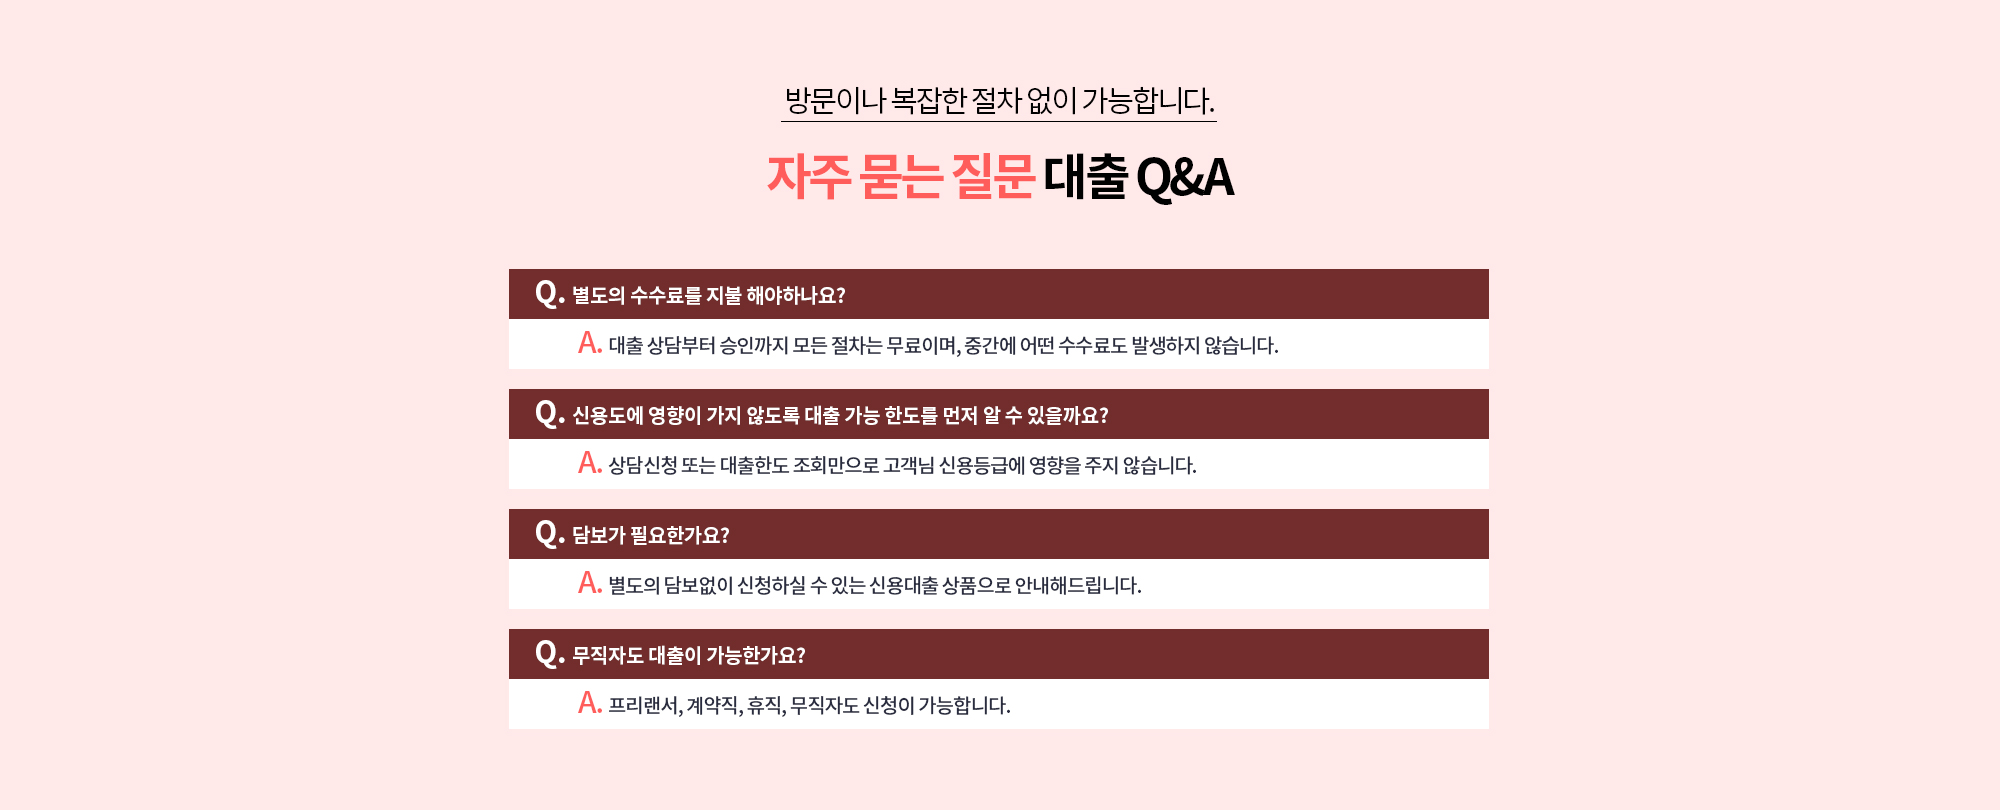 방문이나 복잡한 절차 없이 가능합니다.
자주 묻는 질문 대출 Q&A
Q. 별도의 수수료를 지불 해야하나요?
A. 대출 상담부터 승인까지 모든 절차는 무료이며, 중간에 어떤 수수료도 발생하지 않습니다.
Q. 신용도에 영향이 가지 않도록 대출 가능 한도를 먼저 알 수 있을까요?
A. 상담신청 또는 대출한도 조회만으로 고객님 신용등급에 영향을 주지 않습니다.
Q. 담보가 필요한가요?
A. 별도의 담보없이 신청하실 수 있는 신용대출 상품으로 안내해드립니다.
Q. 무직자도 대출이 가능한가요?
A. 프리랜서, 계약직, 휴직, 무직자도 신청이 가능합니다.